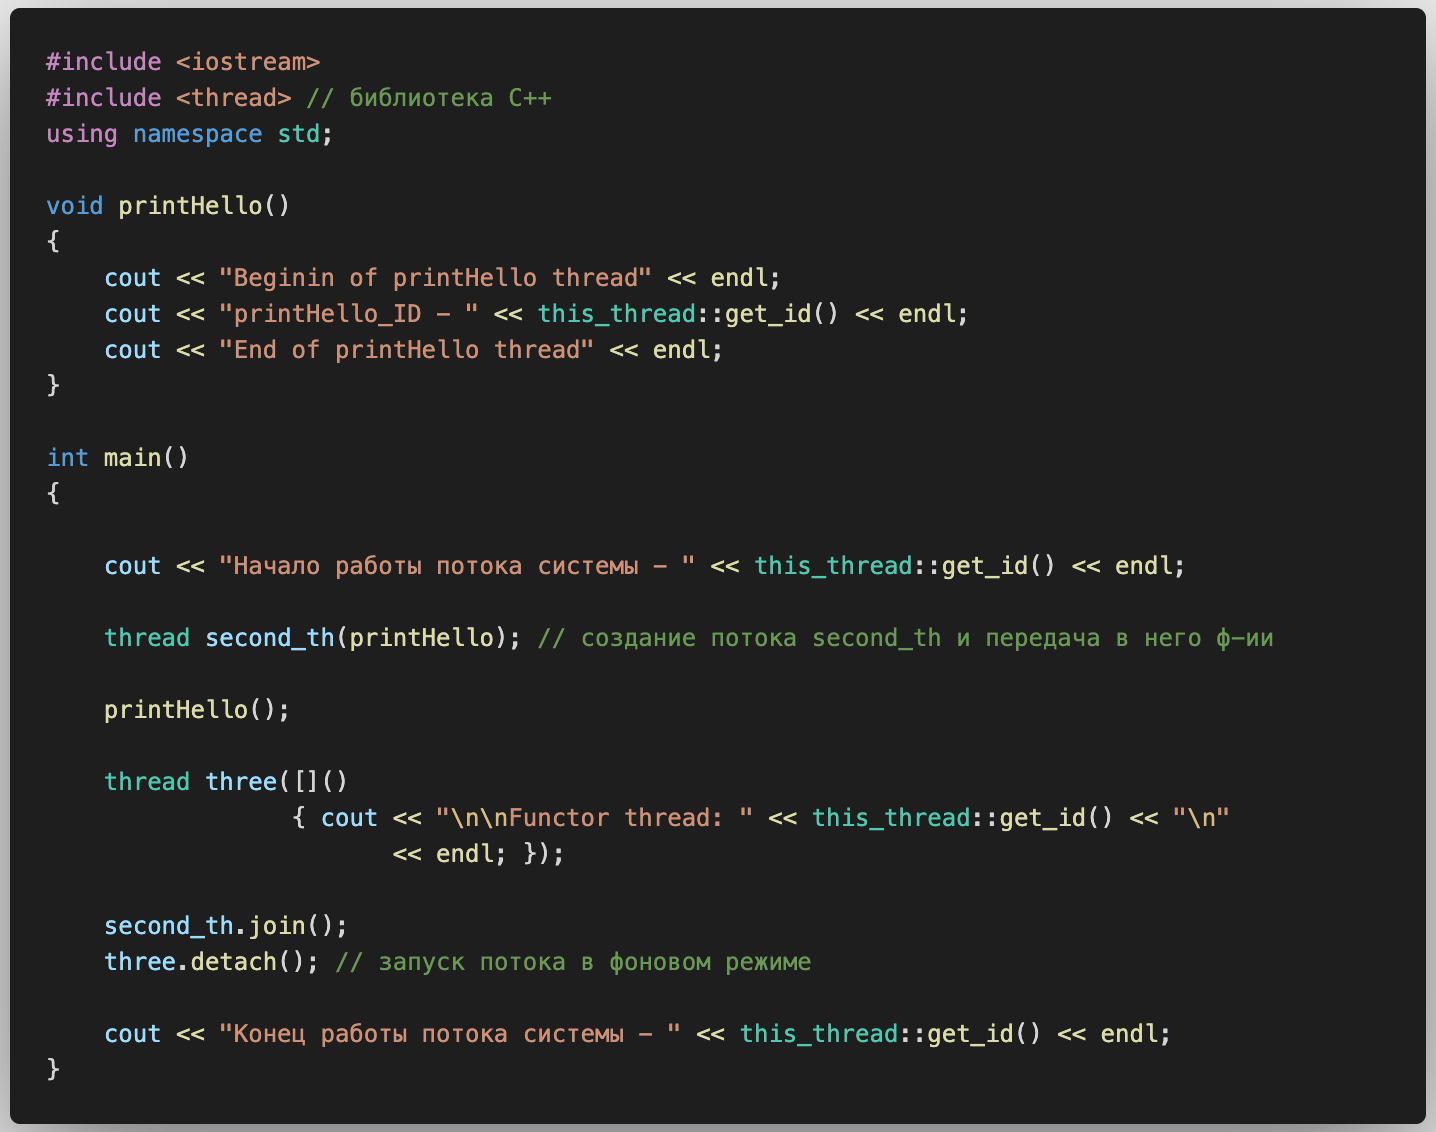 #include <iostream>
#include <thread> // библиотека С++
using namespace std;
void printHello()
{
cout << "Beginin of printHello thread" << endl;
cout << "printHello_ID - " << this_thread::get_id() << endl;
cout << "End of printHello thread" << endl;
}
int main()
{
cout << "Начало работы потока системы - " << this_thread::get_id() << endl;
thread second_th(printHello); // создание потока second_th и передача в него ф-ии
printHello();
thread three([]()
{ cout << "\n\nFunctor thread: " << this_thread::get_id() << "\n"
<< endl; });
second_th.join();
three.detach(); // запуск потока в фоновом режиме
cout << "Конец работы потока системы - " << this_thread::get_id() << endl;
}